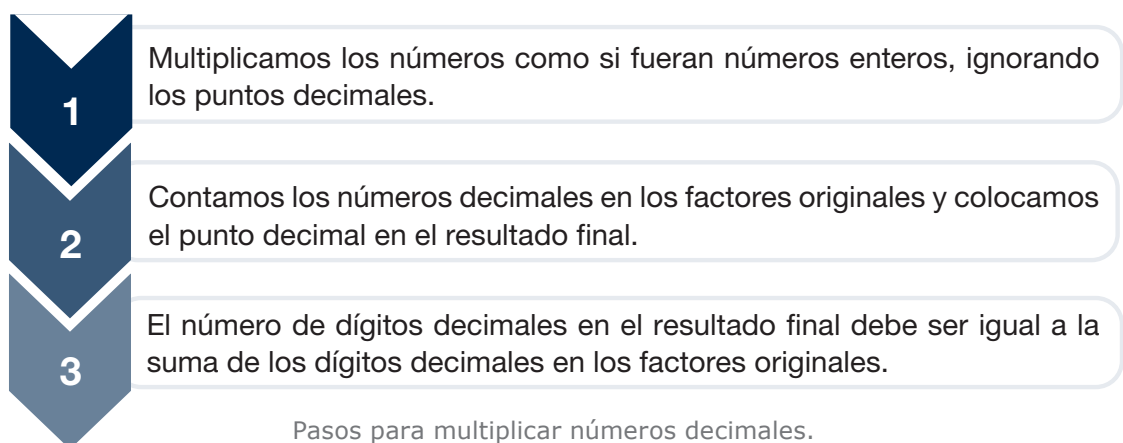 1
Multiplicamos los números como si fueran números enteros, ignorando
los puntos decimales.
2
Contamos los números decimales en los factores originales y colocamos
el punto decimal en el resultado final.
3
El número de dígitos decimales en el resultado final debe ser igual a la
suma de los dígitos decimales en los factores originales.
Pasos para multiplicar números decimales.